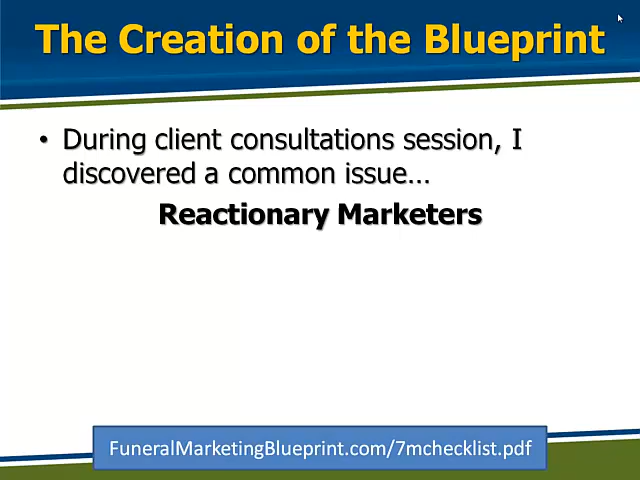 The Creation of the Blueprint
• During client consultations session, I
discovered a common issue…
Reactionary Marketers
FuneralMarketingBlueprint.com/7mchecklist.pdf